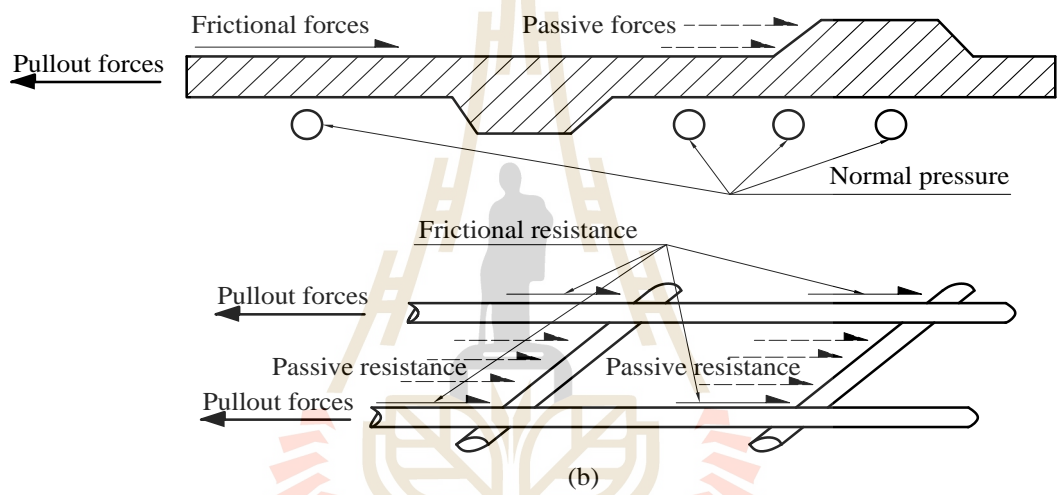 Frictional forces
Passive forces
Pullout forces
Normal pressure
Frictional resistance
Pullout forces
Passive resistance
Passive resistance
Pullout forces
(b)